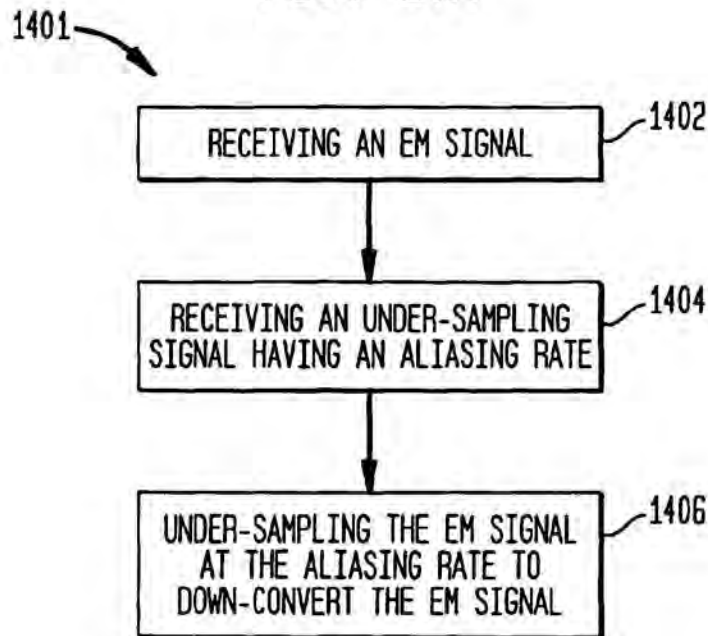 1401
RECEIVING AN EM SIGNAL
1402
RECEIVING AN UNDER-SAMPLING
SIGNAL HAVING AN ALIASING RATE
1404
UNDER-SAMPLING THE EM SIGNAL
AT THE ALIASING RATE TO
DOWN-CONVERT THE EM SIGNAL
1406